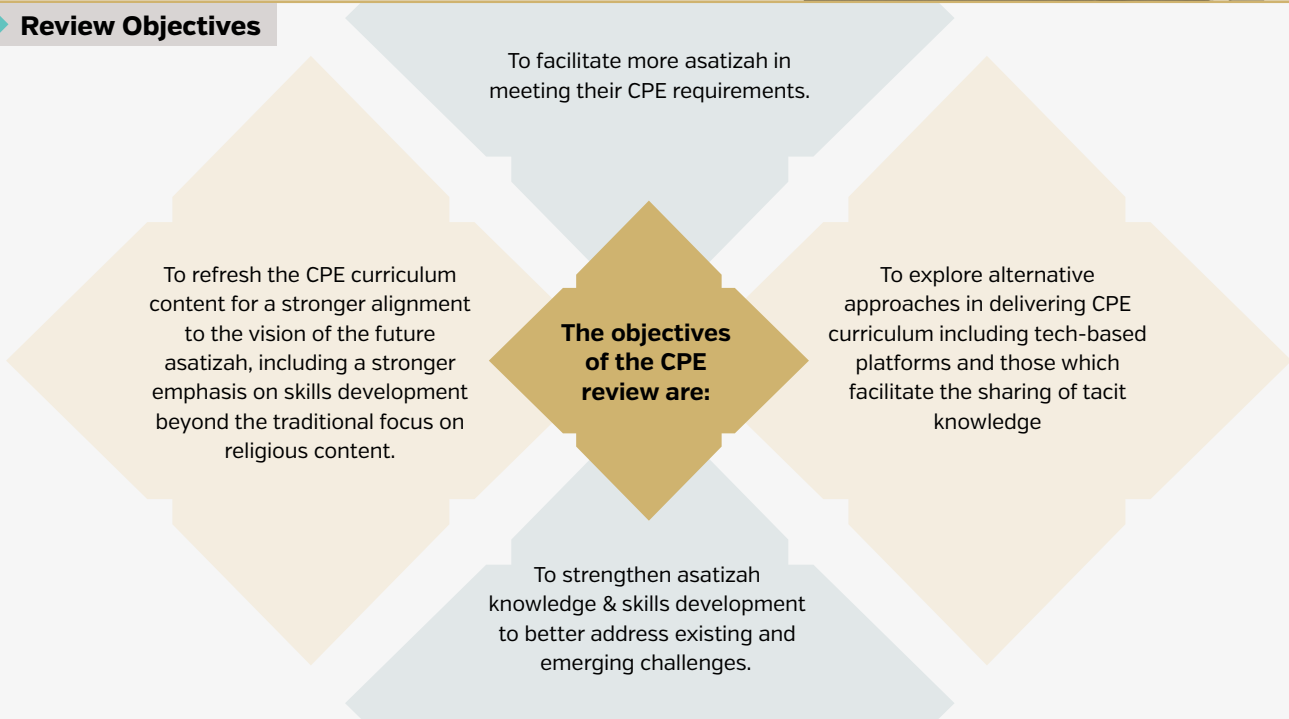 Review Objectives
To facilitate more asatizah in
meeting their CPE requirements.
To refresh the CPE curriculum
content for a stronger alignment
to the vision of the future
asatizah, including a stronger
emphasis on skills development
beyond the traditional focus on
religious content.
The objectives
of the CPE
review are:
To explore alternative
approaches in delivering CPE
curriculum including tech-based
platforms and those which
facilitate the sharing of tacit
knowledge
To strengthen asatizah
knowledge & skills development
to better address existing and
emerging challenges.